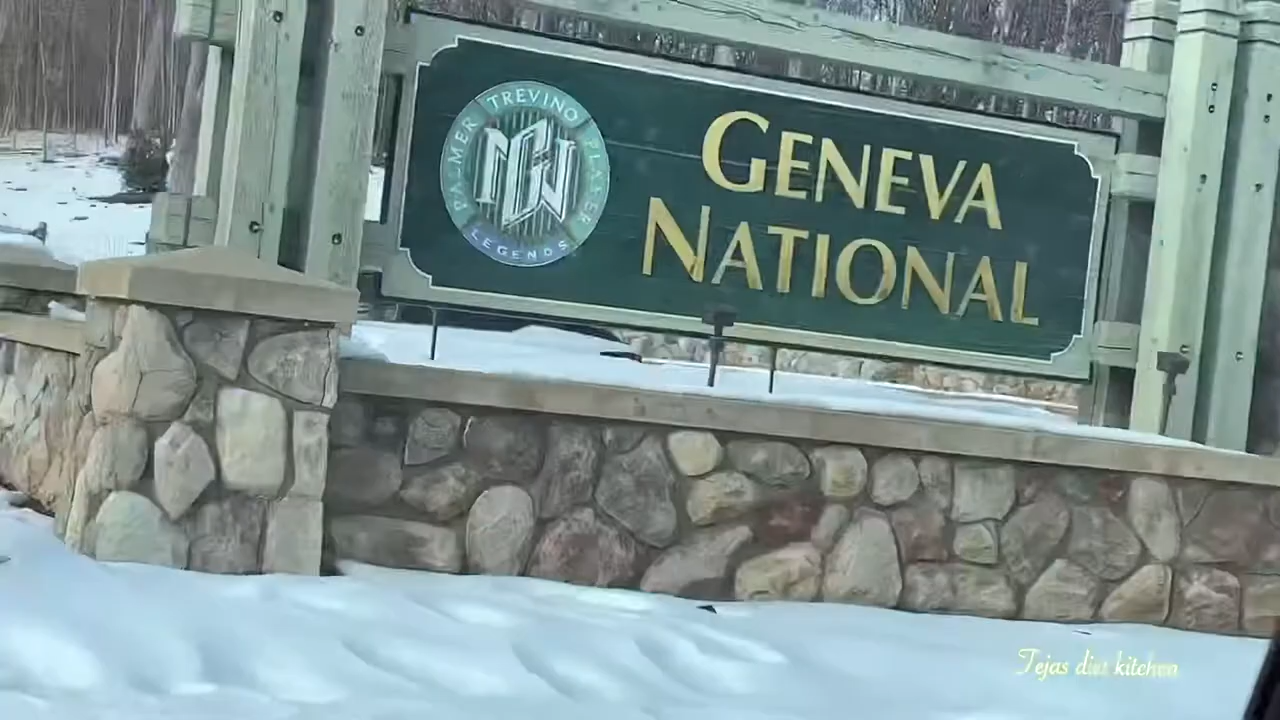 PALMER TREVINO PLAYER
LEGENDS
GENEVA
NATIONAL
Tejas diet kitchen